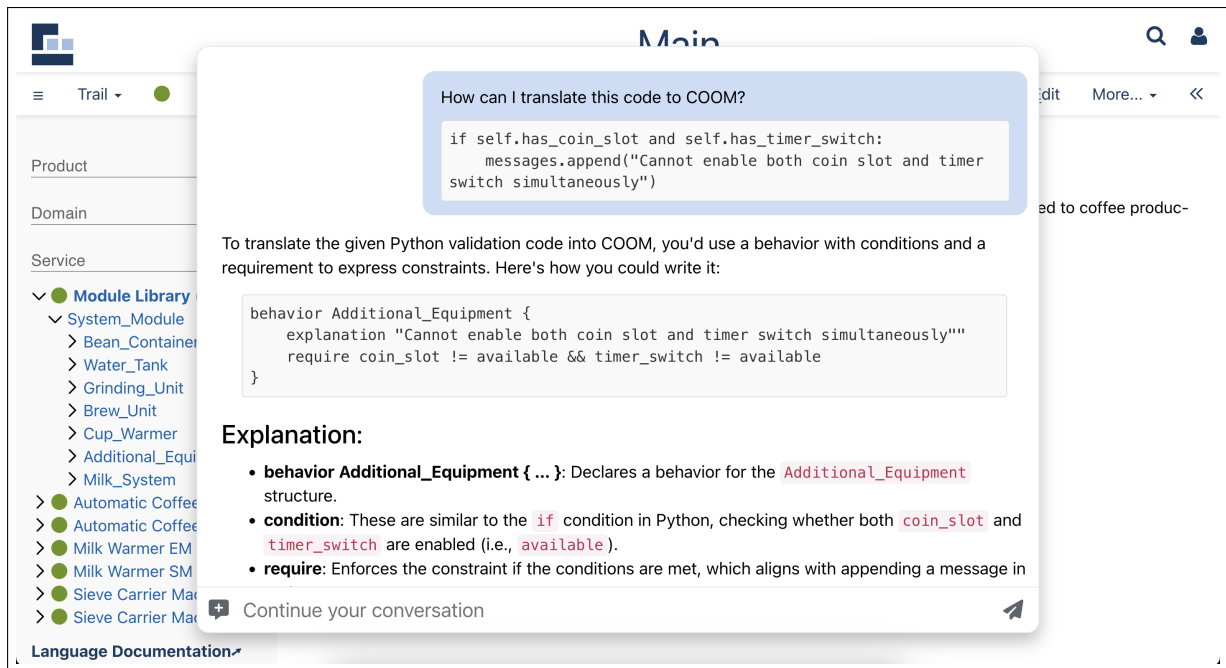 Main
Trail
Edit
More...
Product
Domain
Service
Module Library
System_Module
Bean_Container
Water_Tank
Grinding_Unit
Brew_Unit
Cup_Warmer
Additional_Equi
Milk_System
Automatic Coffee
Automatic Coffee
Milk Warmer EM
Milk Warmer SM
Sieve Carrier Mac
Sieve Carrier Mac
Language Documentation
ed to coffee produc-
How can I translate this code to COOM?
if self.has_coin_slot and self.has_timer_switch:
messages.append("Cannot enable both coin slot and timer
switch simultaneously")
To translate the given Python validation code into COOM, you'd use a behavior with conditions and a
requirement to express constraints. Here's how you could write it:
behavior Additional_Equipment {
explanation "Cannot enable both coin slot and timer switch simultaneously""
require coin_slot != available && timer_switch != available
}
Explanation:
• behavior Additional_Equipment { ... }: Declares a behavior for the Additional_Equipment
structure.
• condition: These are similar to the if condition in Python, checking whether both coin_slot and
timer_switch are enabled (i.e., available ).
• require: Enforces the constraint if the conditions are met, which aligns with appending a message in
Continue your conversation